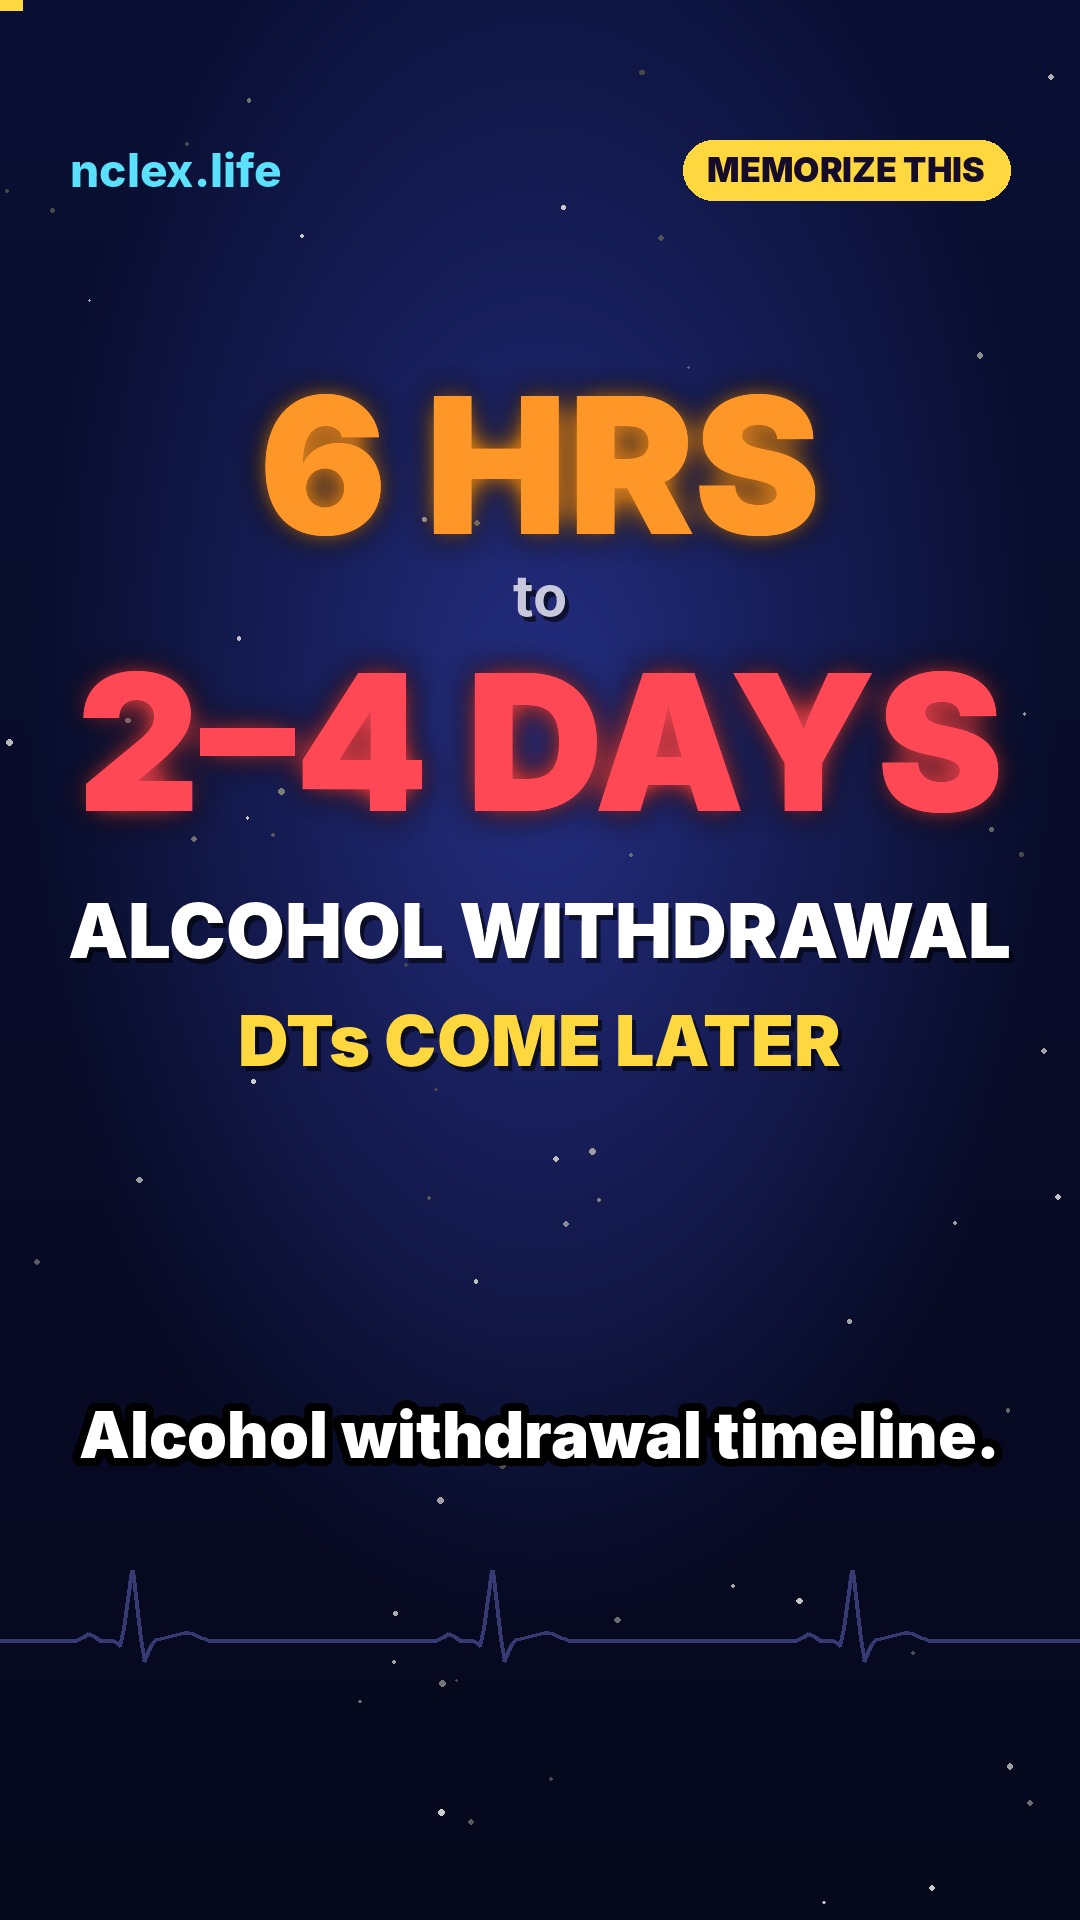 nclex.life
MEMORIZE THIS
6 HRS
to
2–4 DAYS
ALCOHOL WITHDRAWAL
DTs COME LATER
Alcohol withdrawal timeline.